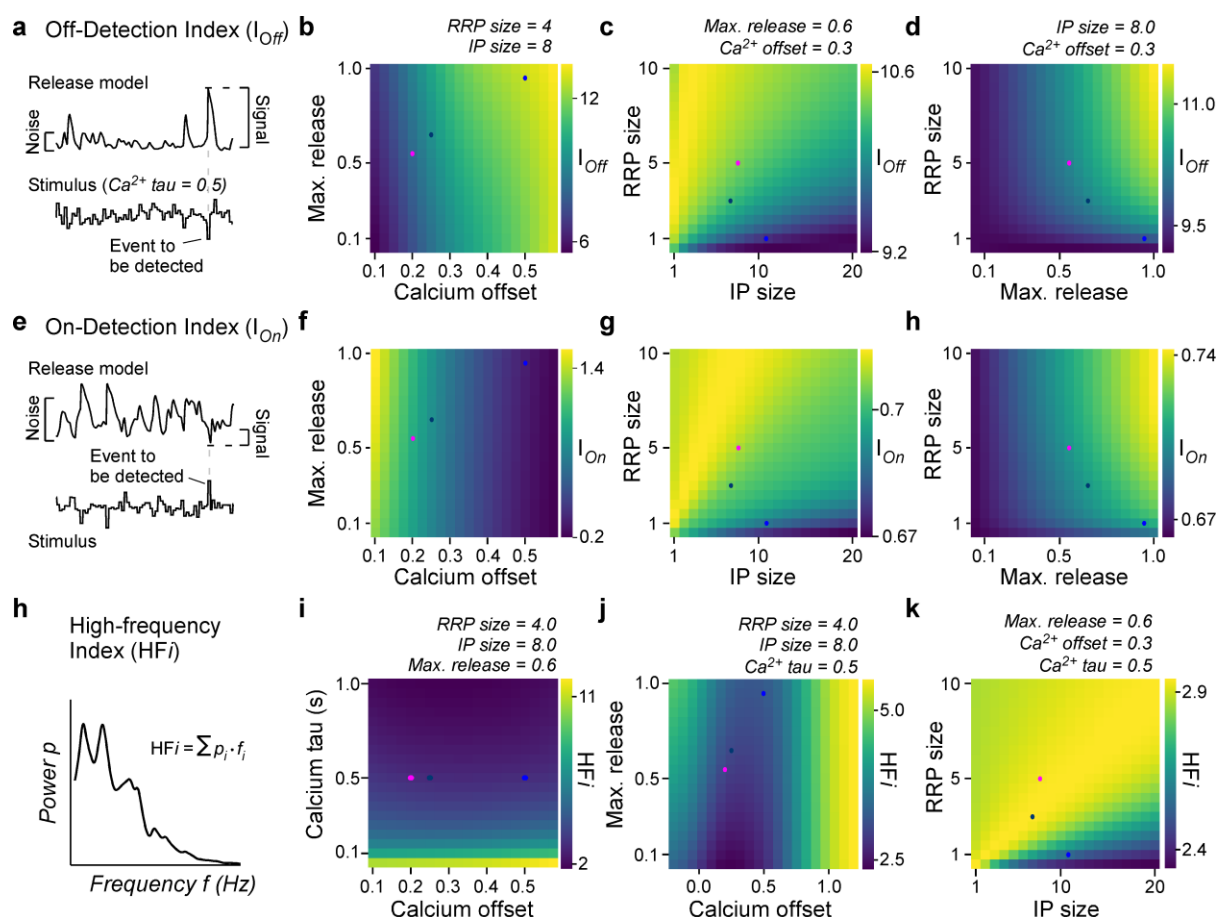 a Off-Detection Index (I_Off)
Release model
Noise
Signal
Stimulus (Ca²⁺ tau = 0.5)
Event to
be detected
b
RRP size = 4
IP size = 8
Max. release
1.0
0.5
0.1
0.1 0.2 0.3 0.4 0.5
Calcium offset
12
I_Off
6
c
Max. release = 0.6
Ca²⁺ offset = 0.3
RRP size
10
5
1
1 10 20
IP size
10.6
I_Off
9.2
d
IP size = 8.0
Ca²⁺ offset = 0.3
RRP size
10
5
1
0.1 0.5 1.0
Max. release
11.0
I_Off
9.5
e On-Detection Index (I_On)
Release model
Noise
Signal
Event to
be detected
Stimulus
f
Max. release
1.0
0.5
0.1
0.1 0.2 0.3 0.4 0.5
Calcium offset
1.4
I_On
0.2
g
RRP size
10
5
1
1 10 20
IP size
0.7
I_On
0.67
h
RRP size
10
5
1
0.1 0.5 1.0
Max. release
0.74
I_On
0.67
h
High-frequency
Index (HFi)
Power p
HFi = ∑ pᵢ · fᵢ
Frequency f (Hz)
i
RRP size = 4.0
IP size = 8.0
Max. release = 0.6
Calcium tau (s)
1.0
0.5
0.1
0.1 0.2 0.3 0.4 0.5
Calcium offset
11
HFi
2
j
RRP size = 4.0
IP size = 8.0
Ca²⁺ tau = 0.5
Max. release
1.0
0.5
0.1
0.0 0.5 1.0
Calcium offset
5.0
HFi
2.5
k
Max. release = 0.6
Ca²⁺ offset = 0.3
Ca²⁺ tau = 0.5
RRP size
10
5
1
1 10 20
IP size
2.9
HFi
2.4